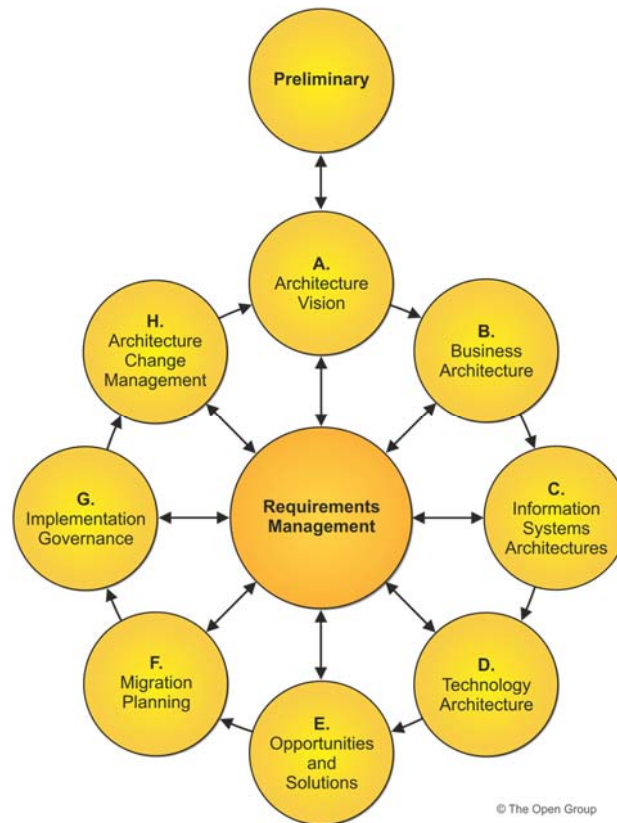 Preliminary
A.
Architecture
Vision
B.
Business
Architecture
C.
Information
Systems
Architectures
D.
Technology
Architecture
E.
Opportunities
and
Solutions
F.
Migration
Planning
G.
Implementation
Governance
H.
Architecture
Change
Management
Requirements
Management
© The Open Group